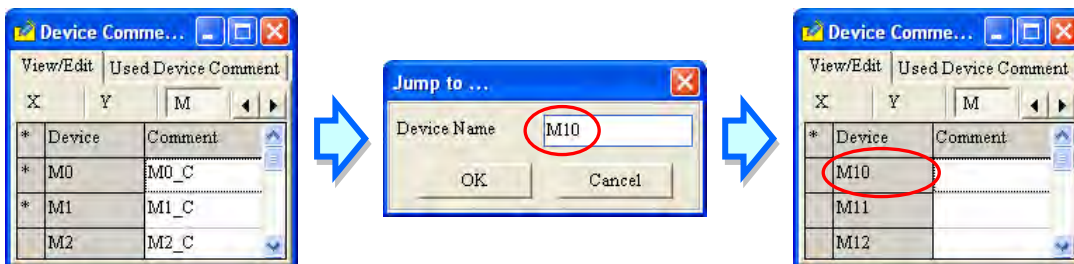 Device Comme...
View/Edit Used Device Comment
X Y M
* Device Comment
* M0 M0_C
* M1 M1_C
M2 M2_C
Jump to ...
Device Name M10
OK Cancel
Device Comme...
View/Edit Used Device Comment
X Y M
* Device Comment
M10
M11
M12